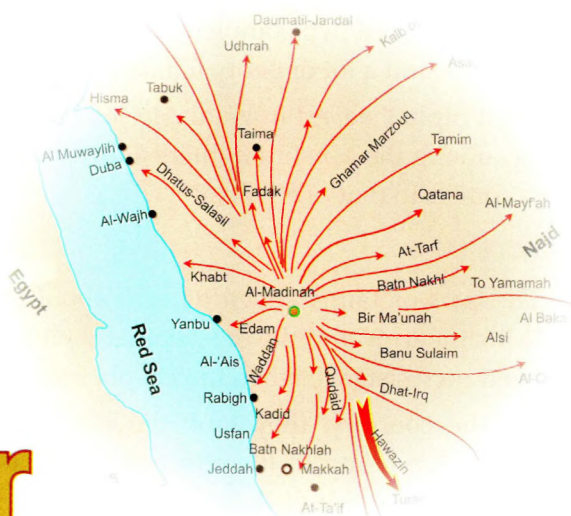 Daumatil-Jandal
Kalb
Udhrah
Tabuk
Hisma
Taima
Al Muwaylih
Duba
Ghamar Marzouq
Tamim
Dhatus-Salasil
Fadak
Qatana
Al-Mayf'ah
Al-Wajh
Najd
At-Tarf
Khabt
Batn Nakhl
To Yamamah
Egypt
Al-Madinah
Yanbu
Edam
Bir Ma'unah
Red Sea
Alsi
Banu Sulaim
Al-'Ais
Waddan
Qudaid
Dhat-Irq
Rabigh
Kadid
Usfan
Hawazin
Batn Nakhlah
Jeddah
Makkah
At-Ta'if
r